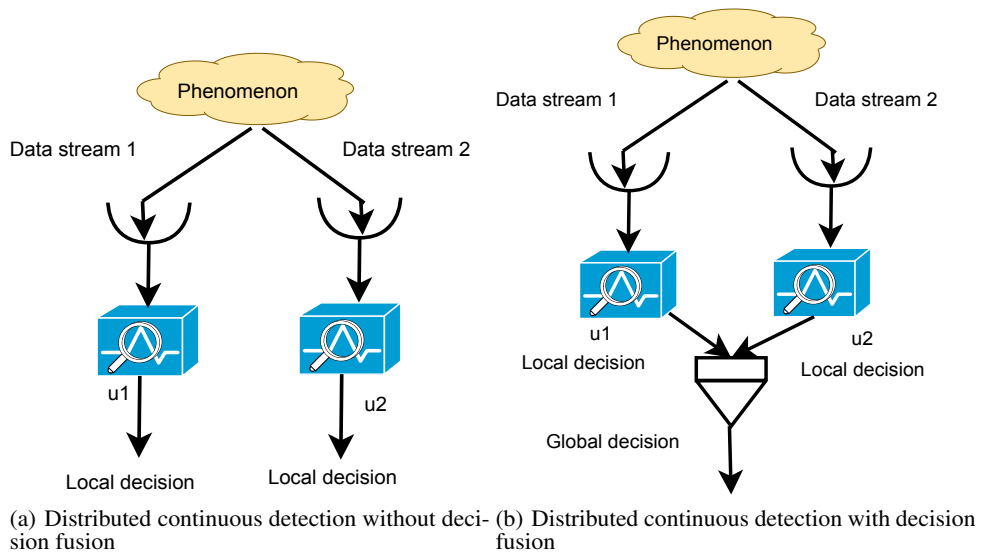 Phenomenon
Data stream 1
Data stream 2
u1
u2
Local decision
Local decision
(a) Distributed continuous detection without deci-
sion fusion
Phenomenon
Data stream 1
Data stream 2
u1
u2
Local decision
Local decision
Global decision
(b) Distributed continuous detection with decision
fusion